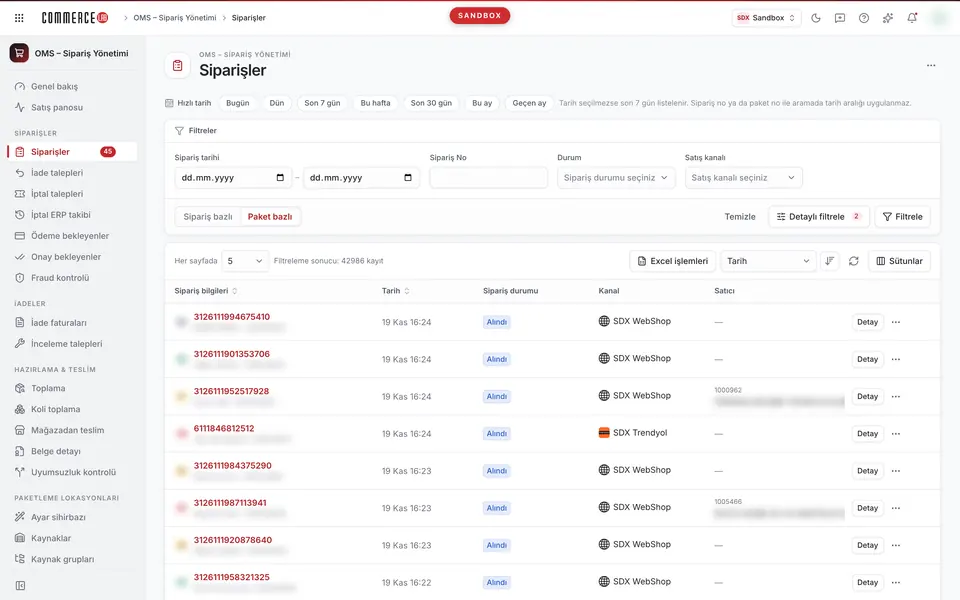 COMMERCE LAB
OMS – Sipariş Yönetimi
Siparişler
SANDBOX
SDX Sandbox
OMS – Sipariş Yönetimi
Genel bakış
Satış panosu
SİPARİŞLER
Siparişler 45
İade talepleri
İptal talepleri
İptal ERP takibi
Ödeme bekleyenler
Onay bekleyenler
Fraud kontrolü
İADELER
İade faturaları
İnceleme talepleri
HAZIRLAMA & TESLİM
Toplama
Koli toplama
Mağazadan teslim
Belge detayı
Uyumsuzluk kontrolü
PAKETLEME LOKASYONLARI
Ayar sihirbazı
Kaynaklar
Kaynak grupları
OMS – SİPARİŞ YÖNETİMİ
Siparişler
Hızlı tarih Bugün Dün Son 7 gün Bu hafta Son 30 gün Bu ay Geçen ay Tarih seçilmezse son 7 gün listelenir. Sipariş no ya da paket no ile aramada tarih aralığı uygulanmaz.
Filtreler
Sipariş tarihi Sipariş No Durum Satış kanalı
dd.mm.yyyy – dd.mm.yyyy Sipariş durumu seçiniz Satış kanalı seçiniz
Sipariş bazlı Paket bazlı Temizle Detaylı filtrele 2 Filtrele
Her sayfada 5 Filtreleme sonucu: 42986 kayıt Excel işlemleri Tarih Sütunlar
Sipariş bilgileri Tarih Sipariş durumu Kanal Satıcı
3126111994675410 19 Kas 16:24 Alındı SDX WebShop — Detay
3126111901353706 19 Kas 16:24 Alındı SDX WebShop — Detay
3126111952517928 19 Kas 16:24 Alındı SDX WebShop 1000962 Detay
6111846812512 19 Kas 16:24 Alındı SDX Trendyol — Detay
3126111984375290 19 Kas 16:23 Alındı SDX WebShop — Detay
3126111987113941 19 Kas 16:23 Alındı SDX WebShop 1005466 Detay
3126111920878640 19 Kas 16:23 Alındı SDX WebShop — Detay
3126111958321325 19 Kas 16:22 Alındı SDX WebShop — Detay